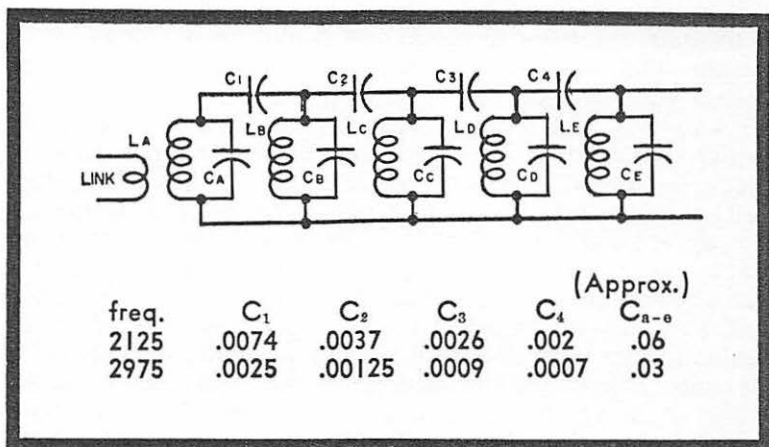 C1 C2 C3 C4
LA LB LC LD LE
LINK CA CB CC CD CE
(Approx.)
freq. C₁ C₂ C₃ C₄ Ca-e
2125 .0074 .0037 .0026 .002 .06
2975 .0025 .00125 .0009 .0007 .03